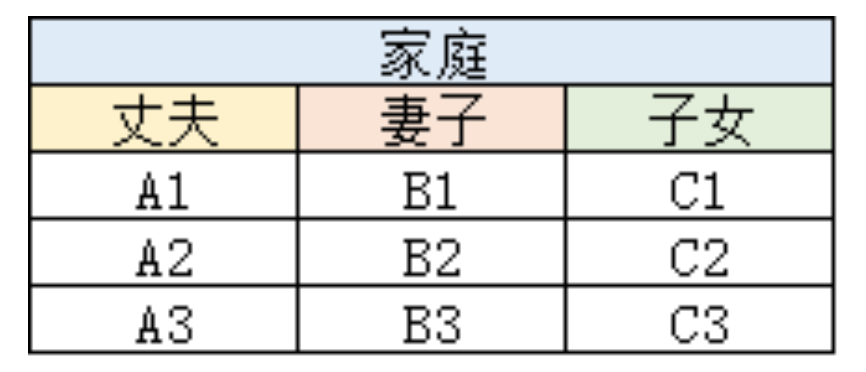 家庭
丈夫 妻子 子女
A1 B1 C1
A2 B2 C2
A3 B3 C3